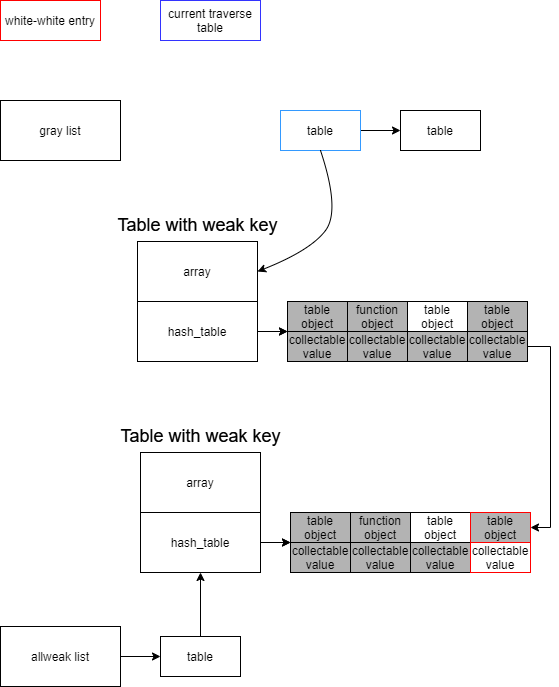 white-white entry
current traverse
table
gray list
table
table
Table with weak key
array
hash_table
table
object
function
object
table
object
table
object
collectable
value
collectable
value
collectable
value
collectable
value
Table with weak key
array
hash_table
table
object
function
object
table
object
table
object
collectable
value
collectable
value
collectable
value
collectable
value
allweak list
table